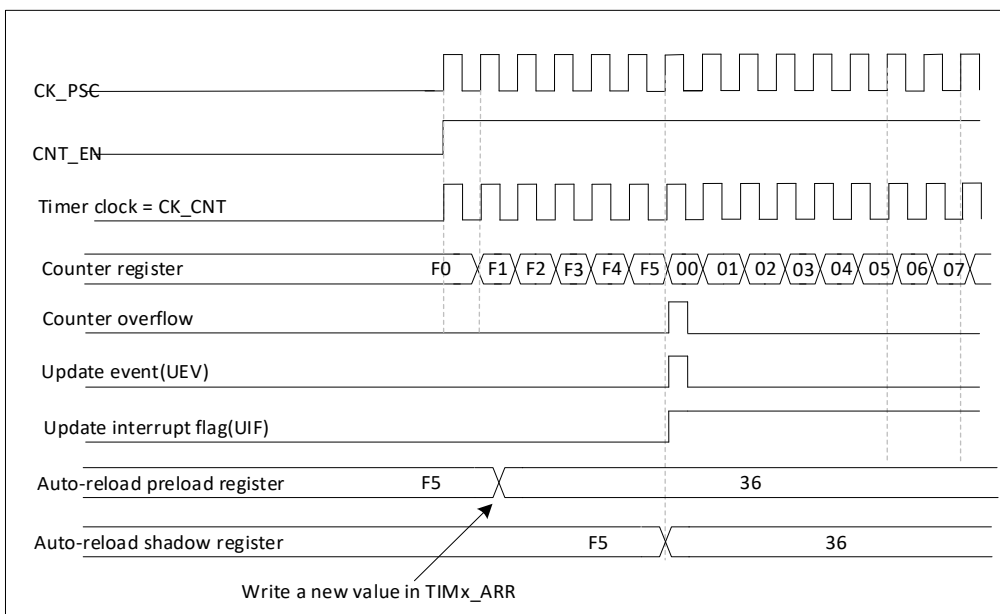 CK_PSC
CNT_EN
Timer clock = CK_CNT
Counter register F0 F1 F2 F3 F4 F5 00 01 02 03 04 05 06 07
Counter overflow
Update event(UEV)
Update interrupt flag(UIF)
Auto-reload preload register F5 36
Auto-reload shadow register F5 36
Write a new value in TIMx_ARR